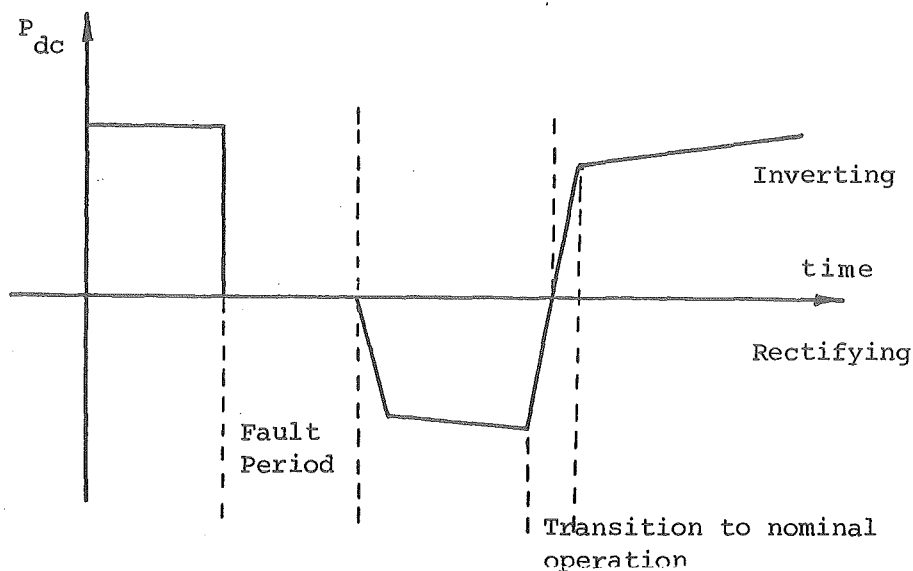 P
dc
Inverting
time
Rectifying
Fault
Period
Transition to nominal
operation